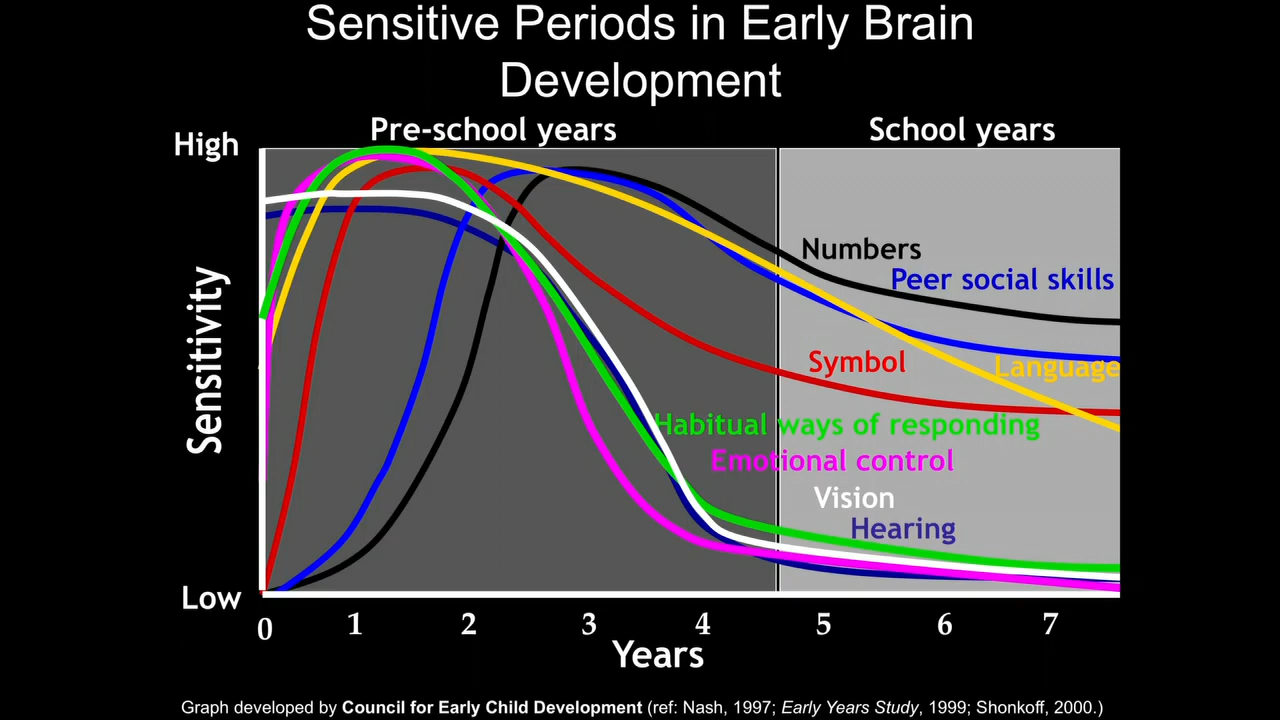 Sensitive Periods in Early Brain
Development
Pre-school years
School years
High
Numbers
Peer social skills
Sensitivity
Symbol
Language
Habitual ways of responding
Emotional control
Vision
Hearing
Low
0 1 2 3 4 5 6 7
Years
Graph developed by Council for Early Child Development (ref: Nash, 1997; Early Years Study, 1999; Shonkoff, 2000.)